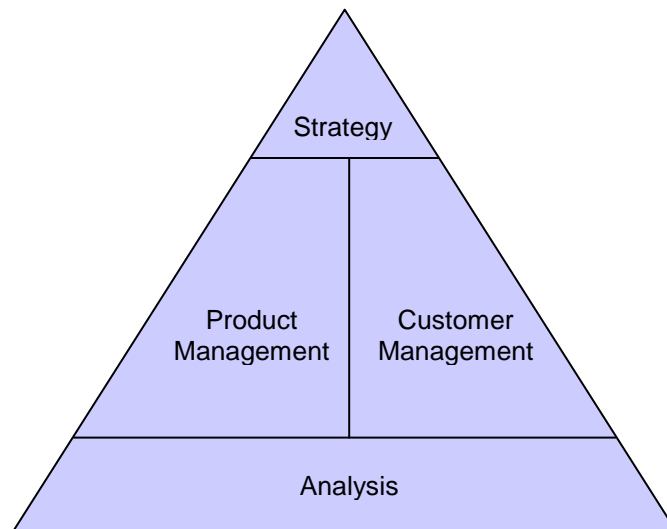 Strategy
Product
Management
Customer
Management
Analysis